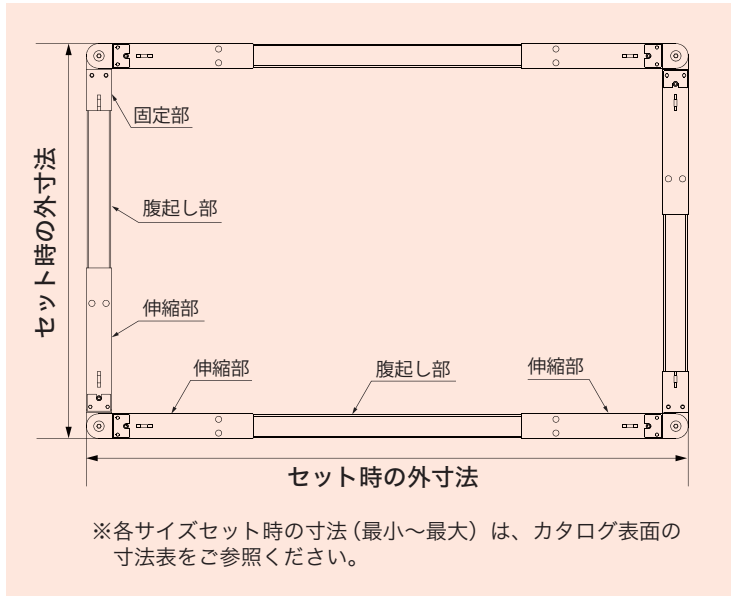 固定部
腹起し部
セット時の外寸法
伸縮部
伸縮部
腹起し部
伸縮部
セット時の外寸法
※各サイズセット時の寸法(最小～最大)は、カタログ表面の
寸法表をご参照ください。